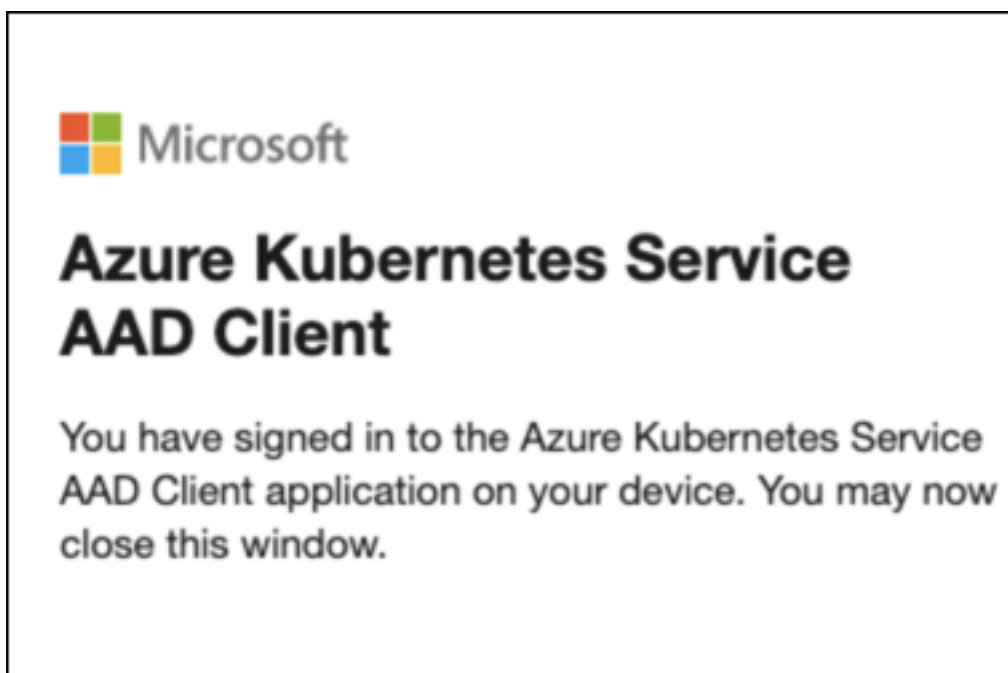 Microsoft
Azure Kubernetes Service
AAD Client
You have signed in to the Azure Kubernetes Service
AAD Client application on your device. You may now
close this window.